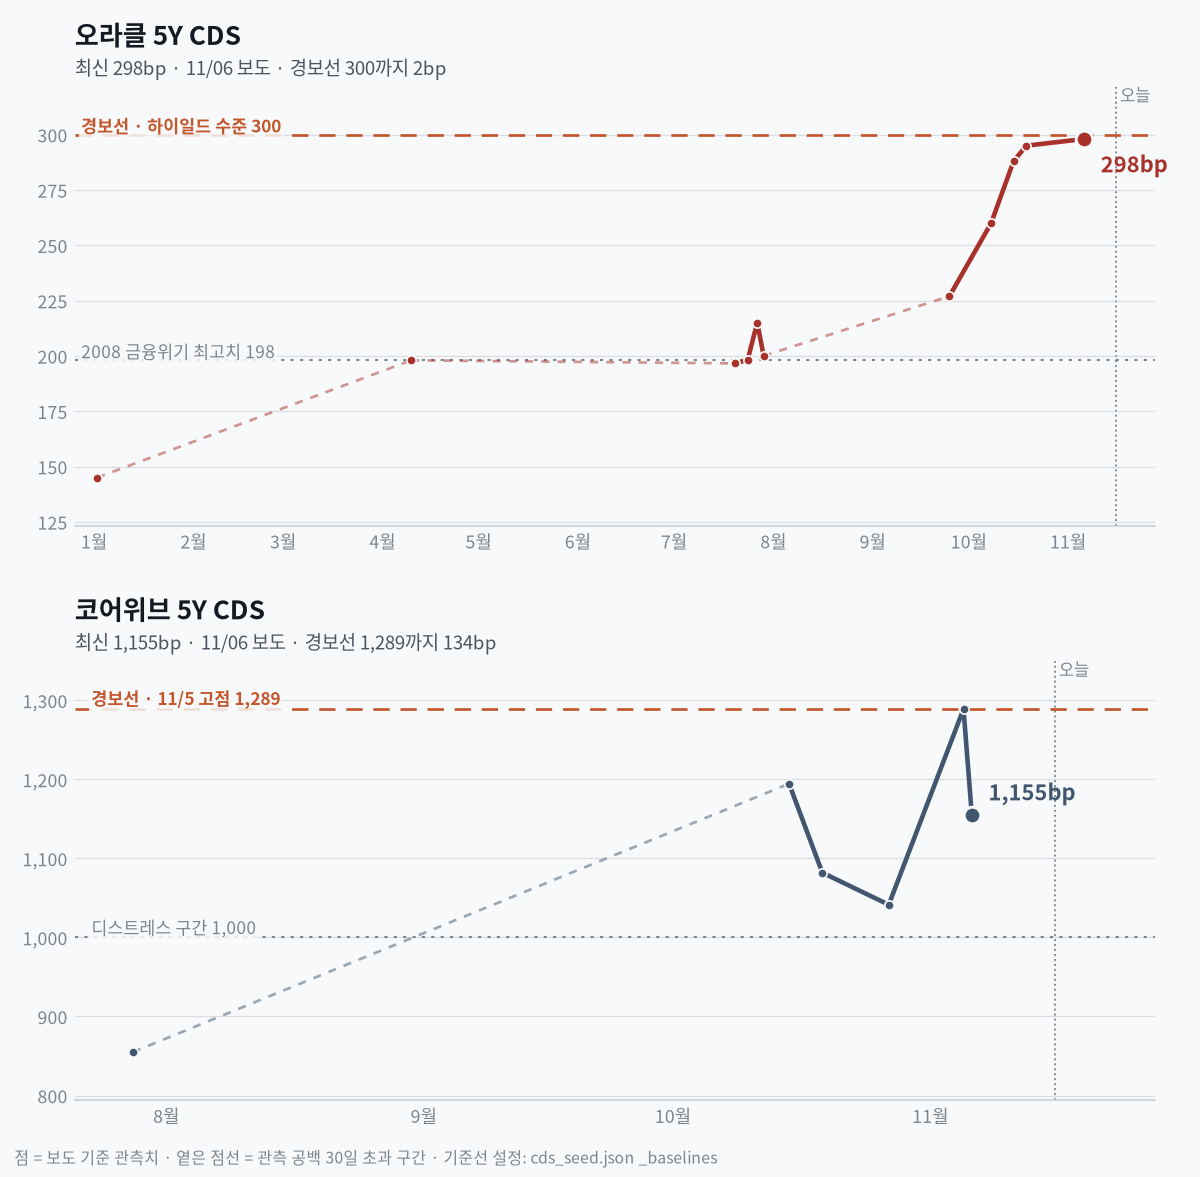 오라클 5Y CDS
최신 298bp · 11/06 보도 · 경보선 300까지 2bp
오늘
경보선 · 하이일드 수준 300
300
298bp
275
250
225
2008 금융위기 최고치 198
200
175
150
125
1월 2월 3월 4월 5월 6월 7월 8월 9월 10월 11월
코어위브 5Y CDS
최신 1,155bp · 11/06 보도 · 경보선 1,289까지 134bp
오늘
경보선 · 11/5 고점 1,289
1,300
1,200
1,155bp
1,100
디스트레스 구간 1,000
1,000
900
800
8월 9월 10월 11월
점 = 보도 기준 관측치 · 옅은 점선 = 관측 공백 30일 초과 구간 · 기준선 설정: cds_seed.json _baselines